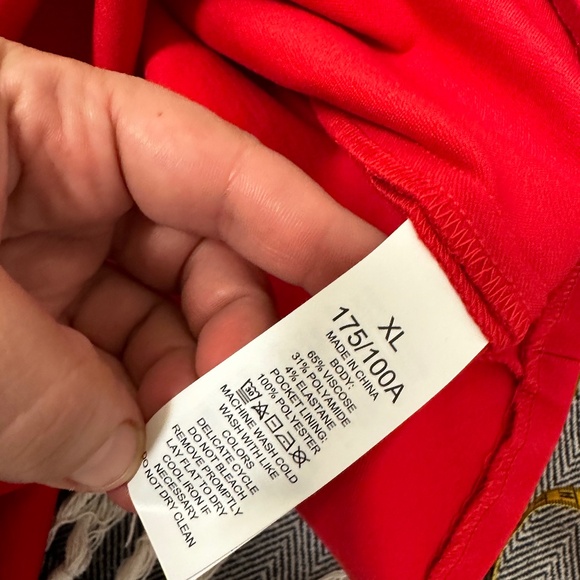 XL
175/100A
MADE IN CHINA
BODY:
65% VISCOSE
31% POLYAMIDE
4% ELASTANE
POCKET LINING:
100% POLYESTER
MACHINE WASH COLD
WASH WITH LIKE
COLORS
DELICATE CYCLE
DO NOT BLEACH
REMOVE PROMPTLY
LAY FLAT TO DRY
COOL IRON IF
NECESSARY
DO NOT DRY CLEAN